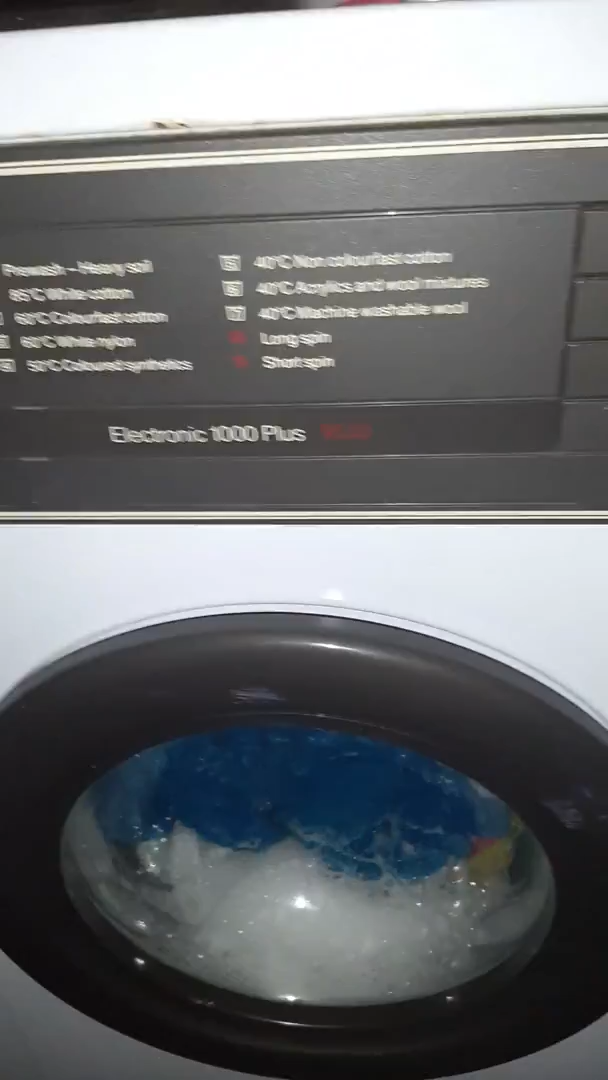 Prewash - Heavy soil
85°C White cotton
60°C Colourfast cotton
60°C White nylon
50°C Coloured synthetics
5 40°C Non colourfast cotton
6 40°C Acrylics and wool mixtures
7 40°C Machine washable wool
Long spin
Short spin
Electronic 1000 Plus